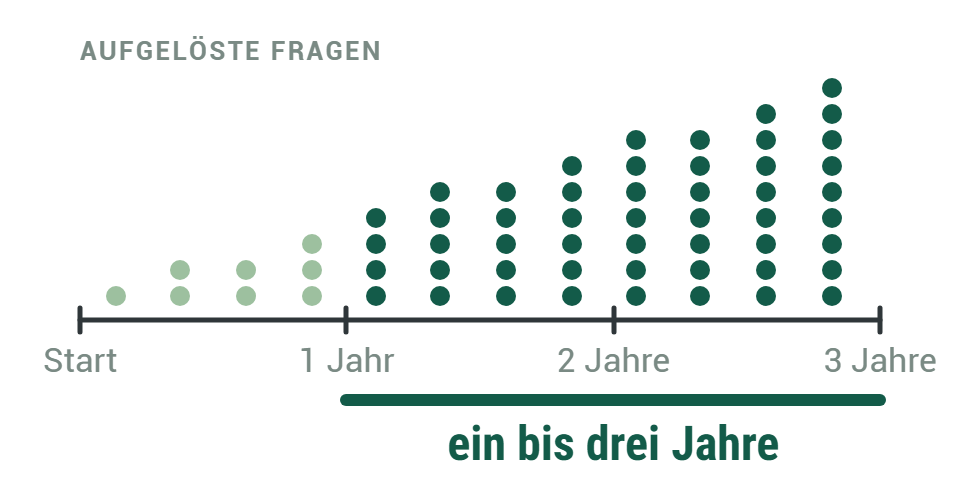 AUFGELÖSTE FRAGEN
Start
1 Jahr
2 Jahre
3 Jahre
ein bis drei Jahre